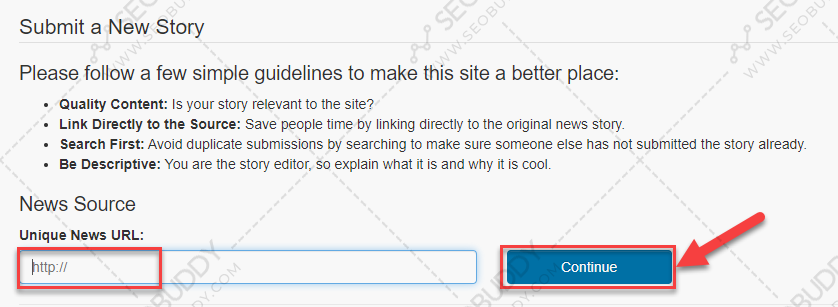 Submit a New Story
Please follow a few simple guidelines to make this site a better place:
Quality Content: Is your story relevant to the site?
Link Directly to the Source: Save people time by linking directly to the original news story.
Search First: Avoid duplicate submissions by searching to make sure someone else has not submitted the story already.
Be Descriptive: You are the story editor, so explain what it is and why it is cool.
News Source
Unique News URL:
http://
Continue
SEOBUDDY
WWW.SEOBUDDY.COM